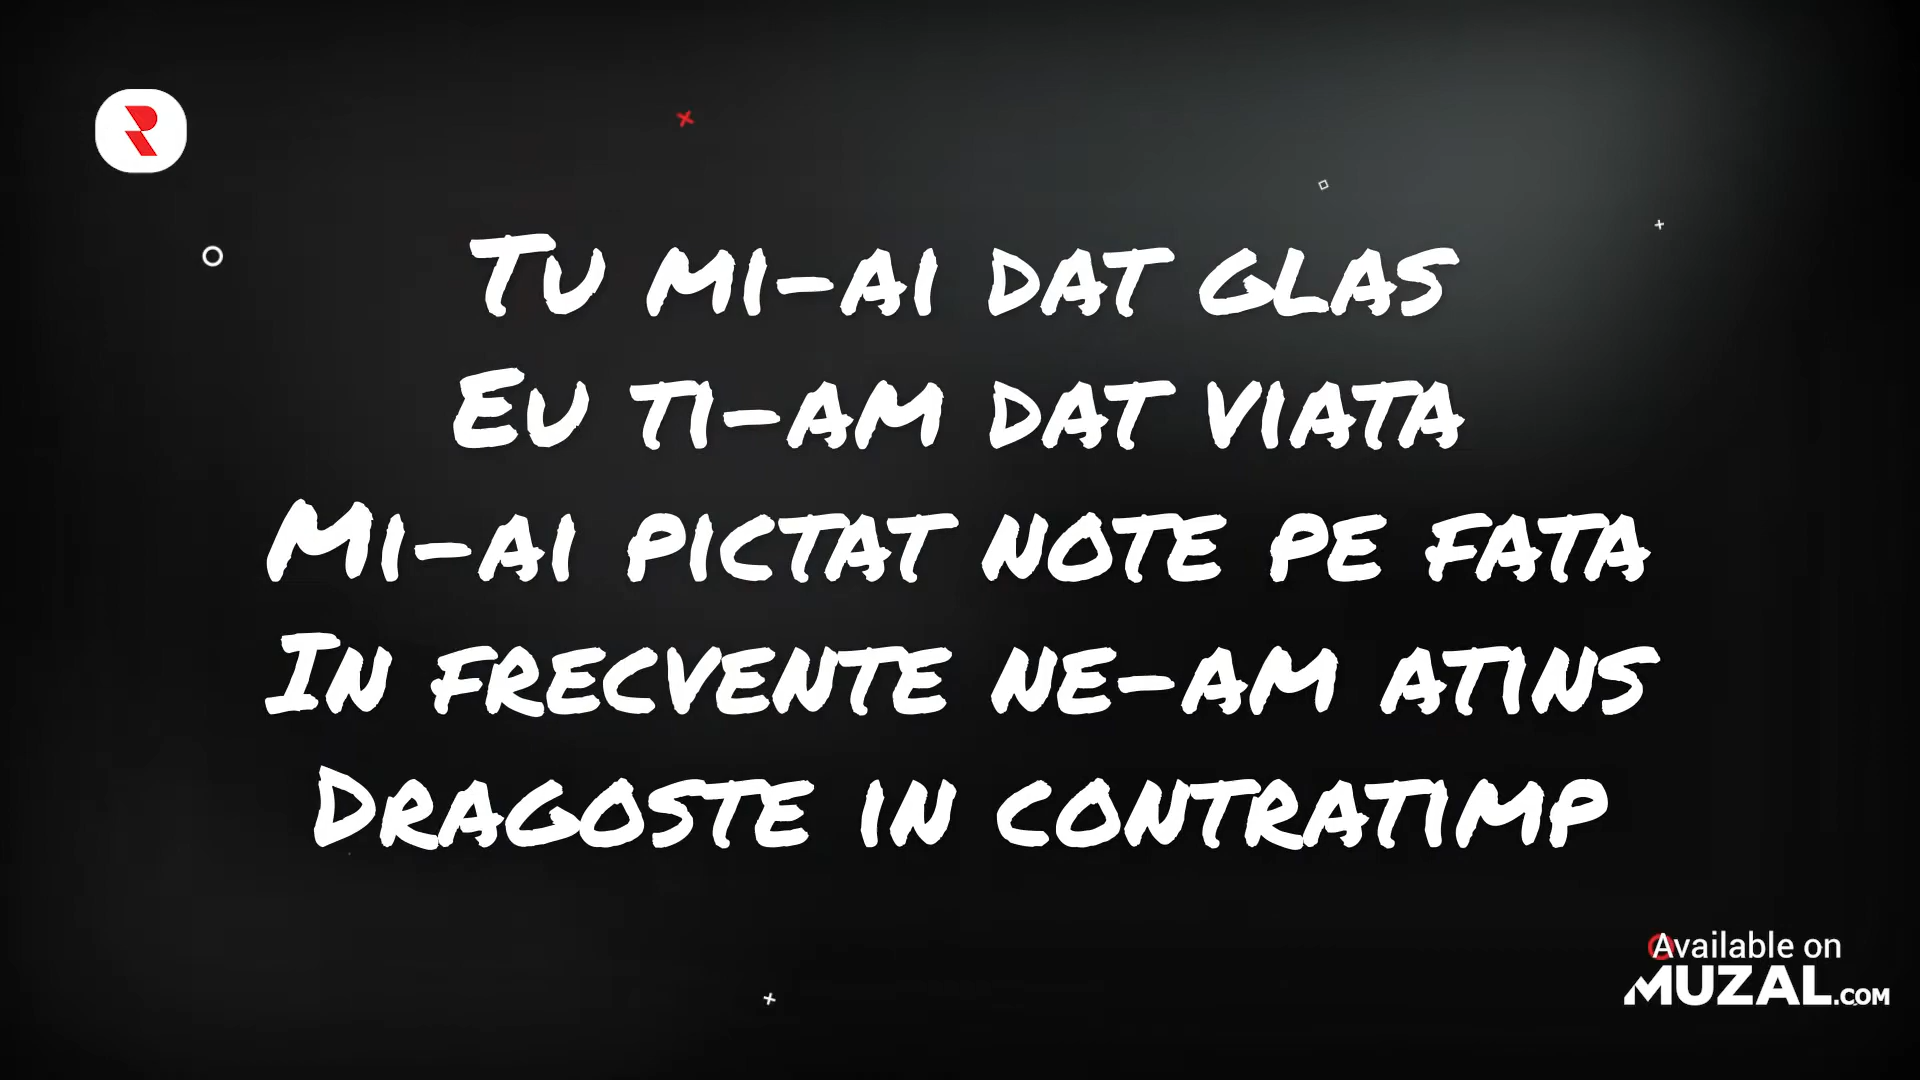 Tu mi-ai dat glas
Eu ti-am dat viata
Mi-ai pictat note pe fata
In frecvente ne-am atins
Dragoste in contratimp
Available on
MUZAL.COM